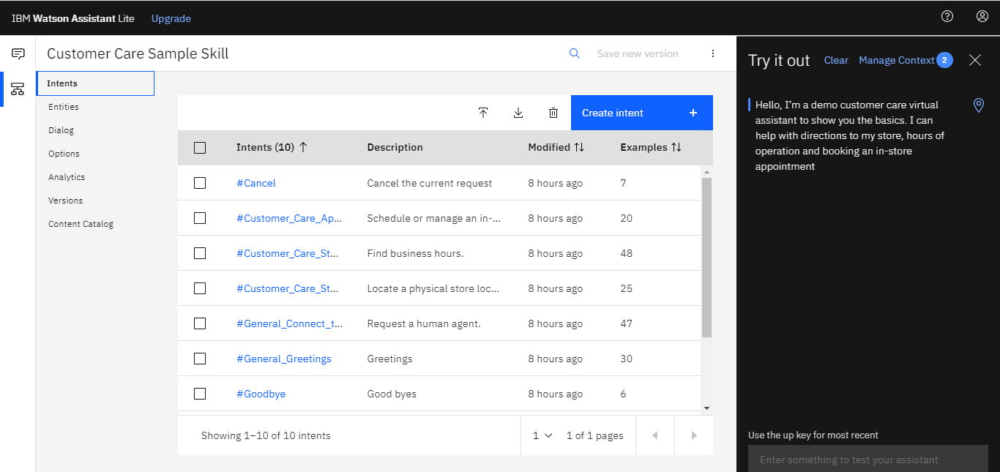 IBM Watson Assistant Lite Upgrade
Customer Care Sample Skill Save new version
Intents
Entities
Dialog
Options
Analytics
Versions
Content Catalog
Create intent +
Intents (10) Description Modified Examples
#Cancel Cancel the current request 8 hours ago 7
#Customer_Care_Ap... Schedule or manage an in-... 8 hours ago 20
#Customer_Care_St... Find business hours. 8 hours ago 48
#Customer_Care_St... Locate a physical store loc... 8 hours ago 25
#General_Connect_t... Request a human agent. 8 hours ago 47
#General_Greetings Greetings 8 hours ago 30
#Goodbye Good byes 8 hours ago 6
Showing 1–10 of 10 intents 1 1 of 1 pages
Try it out Clear Manage Context 2
Hello, I’m a demo customer care virtual
assistant to show you the basics. I can
help with directions to my store, hours of
operation and booking an in-store
appointment
Use the up key for most recent
Enter something to test your assistant